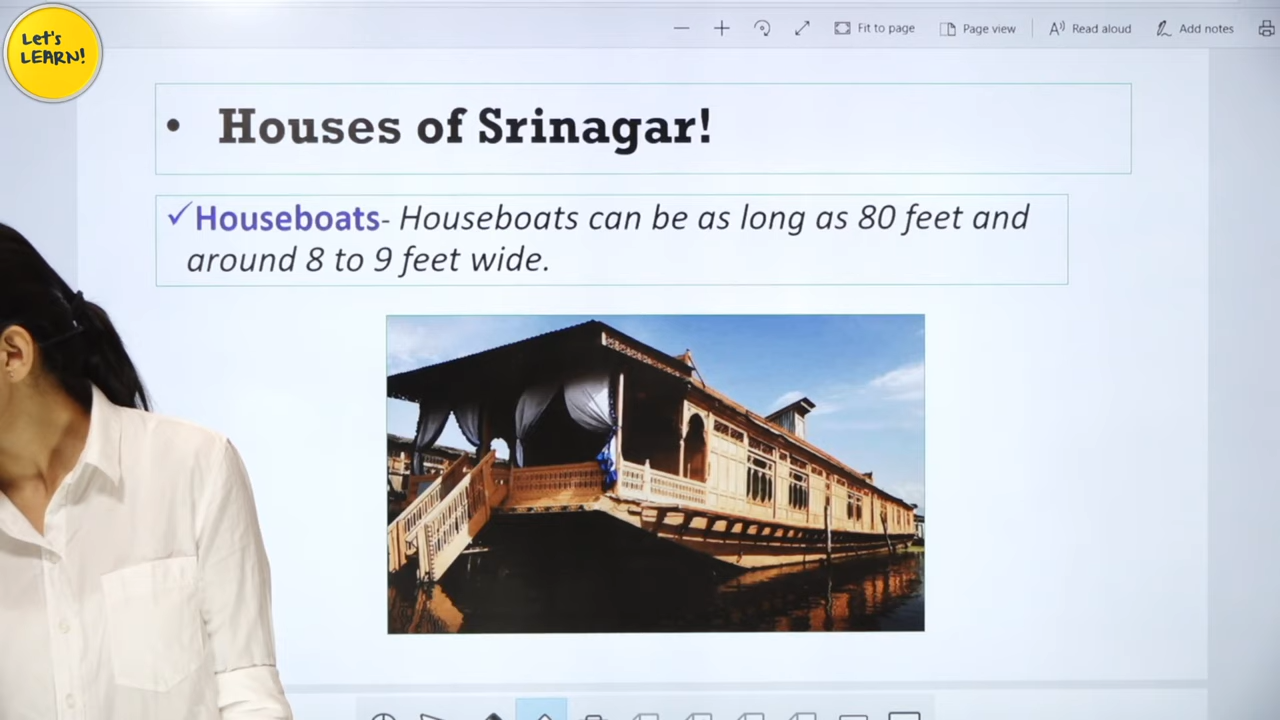 Let's
LEARN!
Fit to page
Page view
Read aloud
Add notes
• Houses of Srinagar!
✓Houseboats- Houseboats can be as long as 80 feet and
around 8 to 9 feet wide.